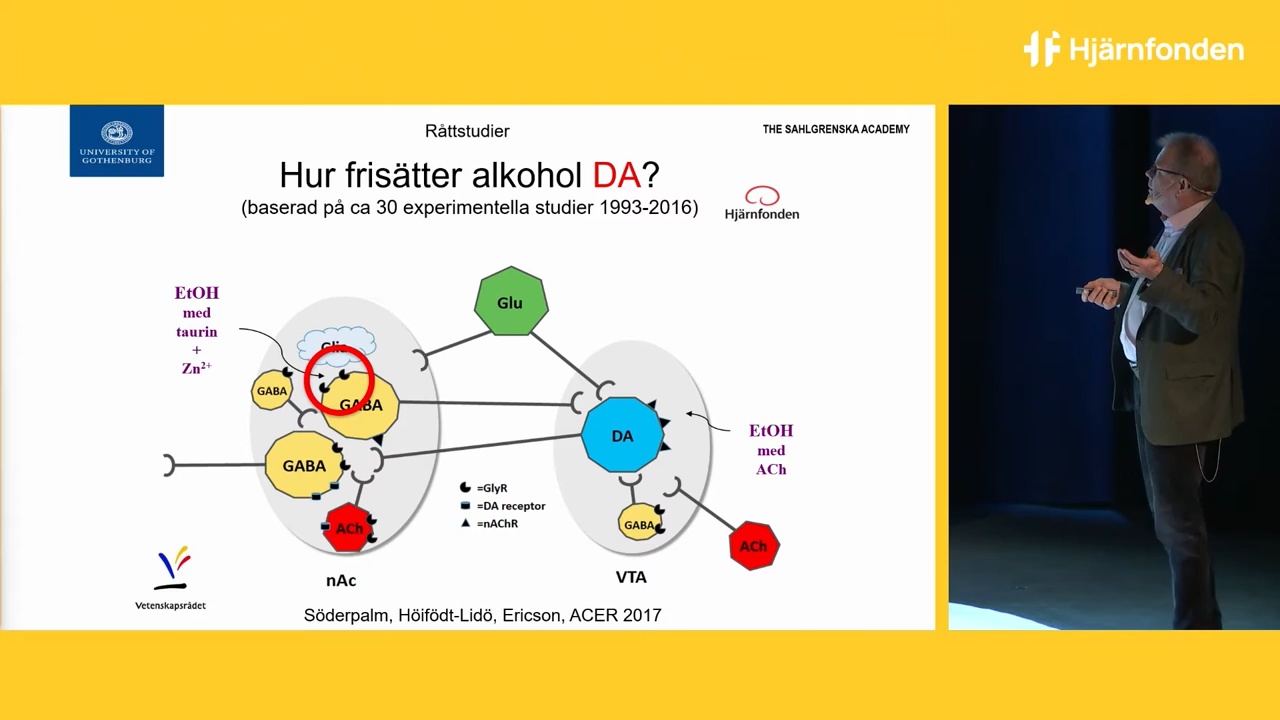 Hjärnfonden
UNIVERSITY OF
GOTHENBURG
Råttstudier
THE SAHLGRENSKA ACADEMY
Hur frisätter alkohol DA?
(baserad på ca 30 experimentella studier 1993-2016)
Hjärnfonden
EtOH
med
taurin
+
Zn²⁺
Glia
GABA
GABA
GABA
ACh
nAc
Glu
DA
GABA
ACh
VTA
EtOH
med
ACh
=GlyR
=DA receptor
=nAChR
Vetenskapsrådet
Söderpalm, Höifödt-Lidö, Ericson, ACER 2017